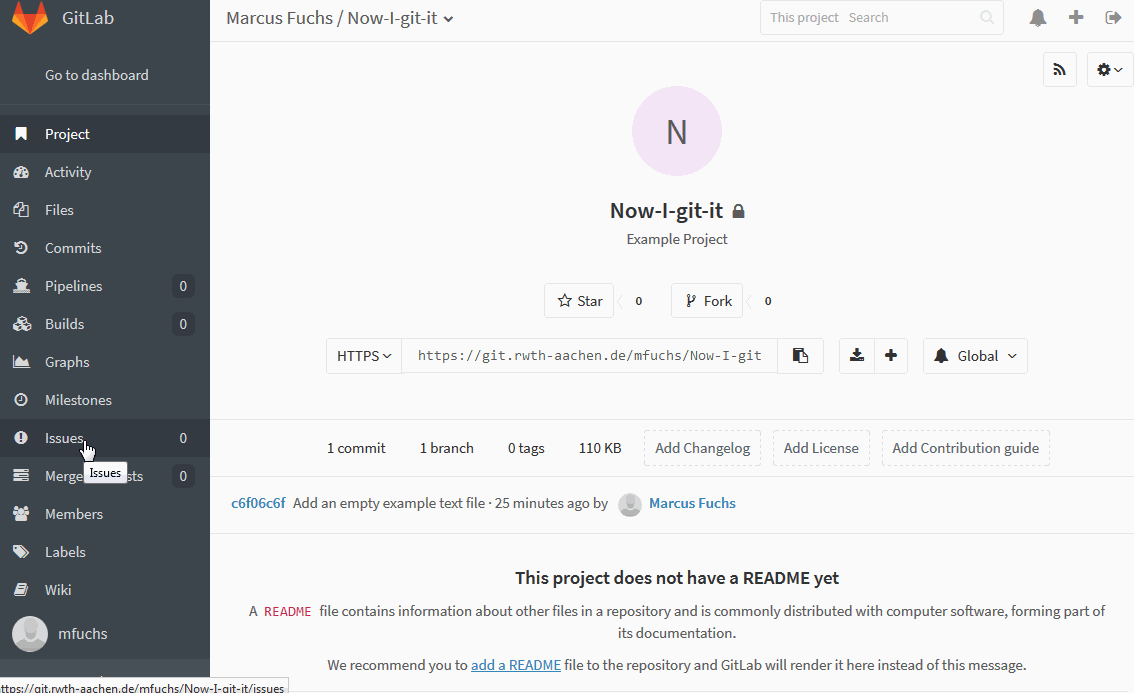 GitLab
Marcus Fuchs / Now-I-git-it
This project Search
Go to dashboard
Project
Activity
Files
Commits
Pipelines 0
Builds 0
Graphs
Milestones
Issues 0
Issues
Merge sts 0
Members
Labels
Wiki
mfuchs
N
Now-I-git-it
Example Project
Star 0 Fork 0
HTTPS https://git.rwth-aachen.de/mfuchs/Now-I-git Global
1 commit 1 branch 0 tags 110 KB Add Changelog Add License Add Contribution guide
c6f06c6f Add an empty example text file · 25 minutes ago by Marcus Fuchs
This project does not have a README yet
A README file contains information about other files in a repository and is commonly distributed with computer software, forming part of
its documentation.
We recommend you to add a README file to the repository and GitLab will render it here instead of this message.
ttps://git.rwth-aachen.de/mfuchs/Now-I-git-it/issues